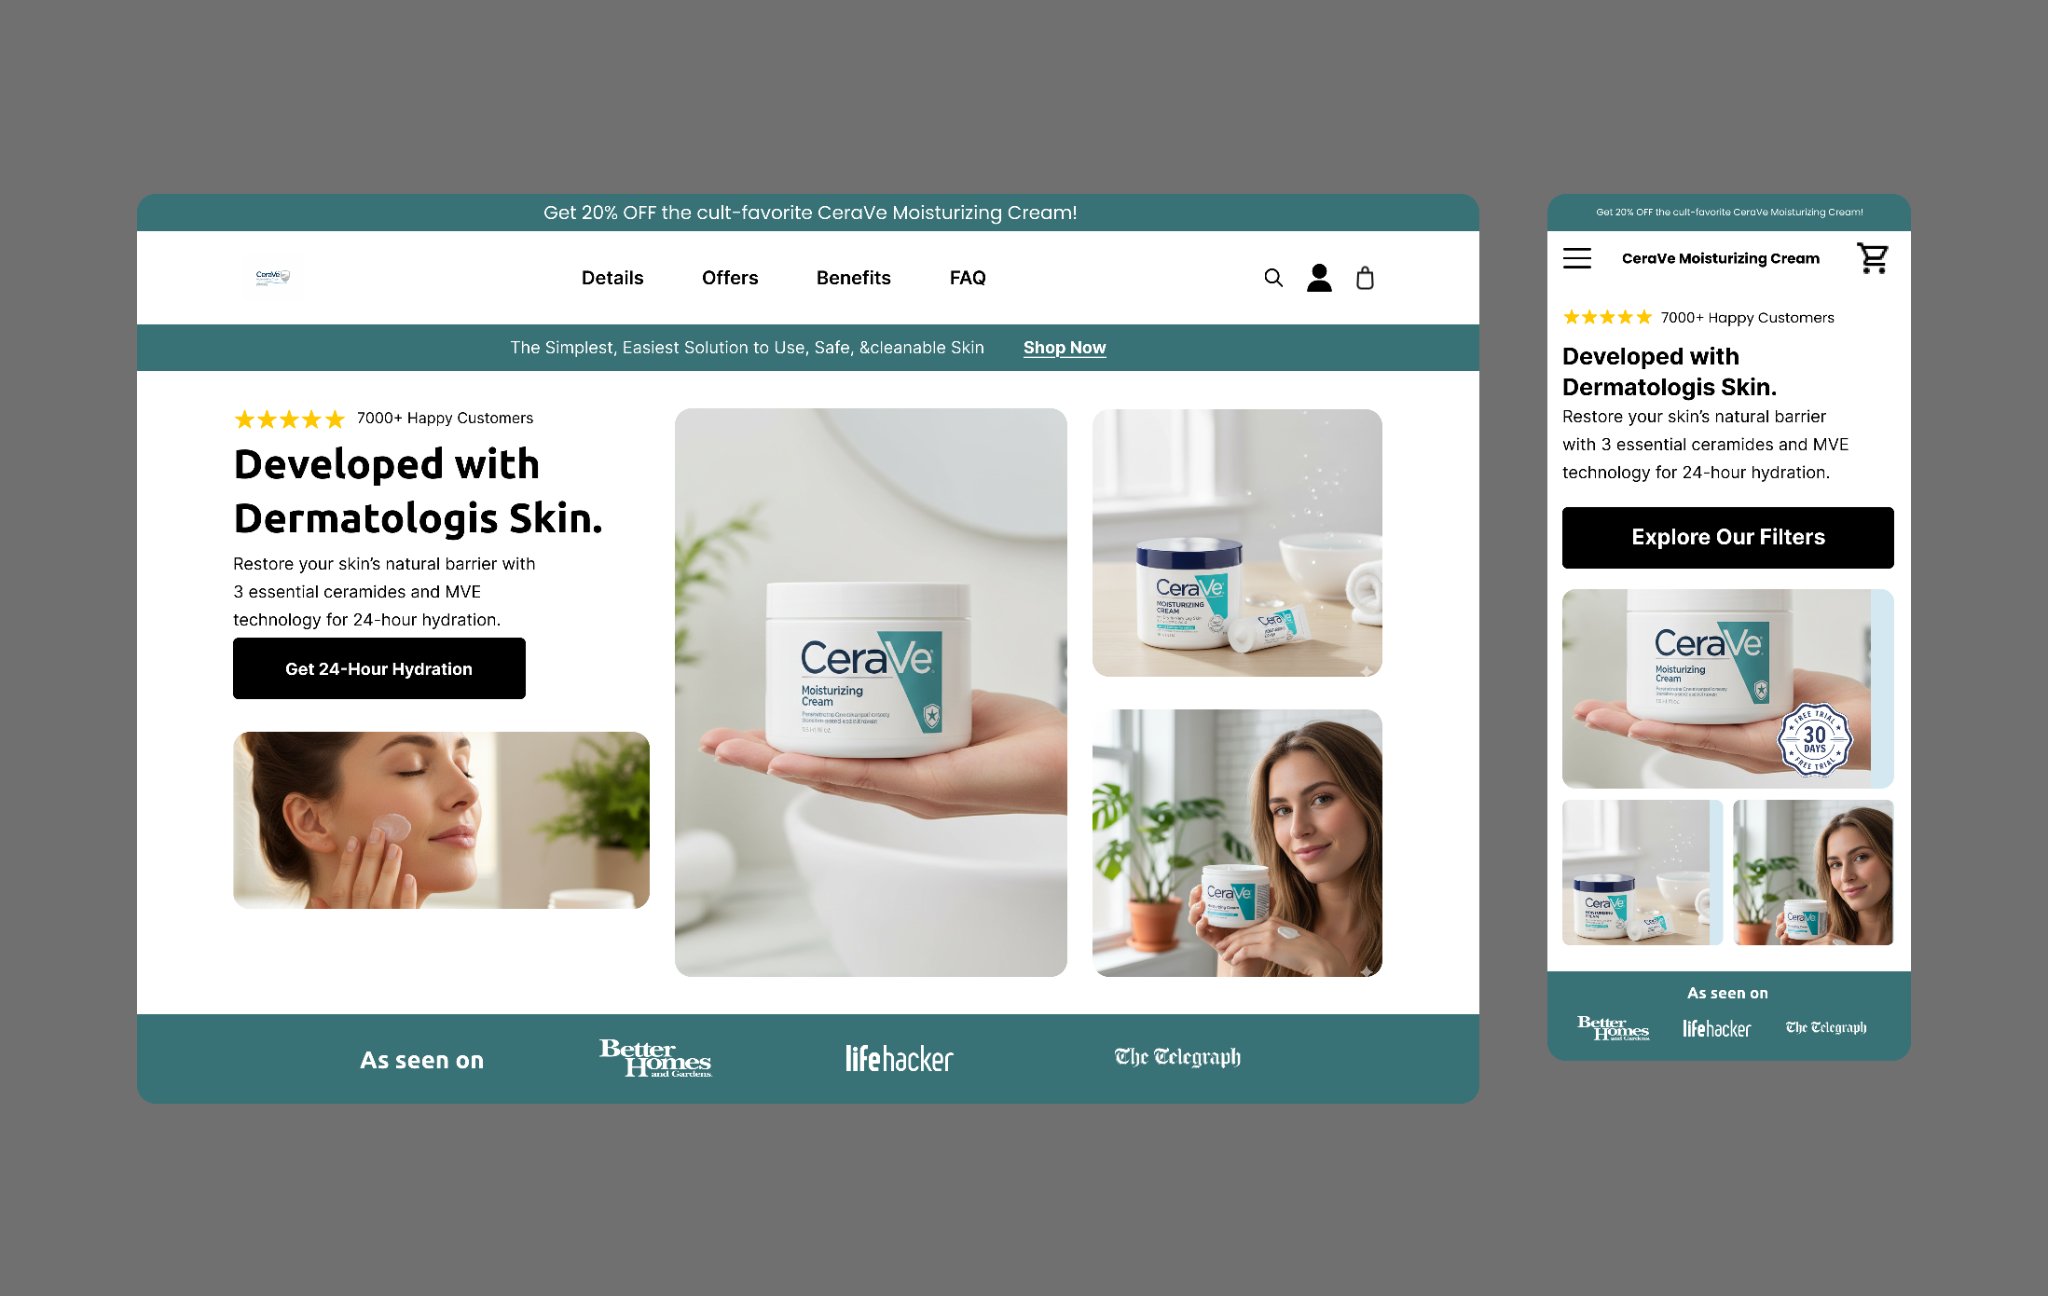 Get 20% OFF the cult-favorite CeraVe Moisturizing Cream!
CeraVe
Details
Offers
Benefits
FAQ
The Simplest, Easiest Solution to Use, Safe, &cleanable Skin
Shop Now
7000+ Happy Customers
Developed with
Dermatologis Skin.
Restore your skin's natural barrier with
3 essential ceramides and MVE
technology for 24-hour hydration.
Get 24-Hour Hydration
CeraVe
Moisturizing
Cream
CeraVe
MOISTURIZING
CREAM
CeraVe
CeraVe
As seen on
Better
Homes
and Gardens
lifehacker
The Telegraph
Get 20% OFF the cult-favorite CeraVe Moisturizing Cream!
CeraVe Moisturizing Cream
7000+ Happy Customers
Developed with
Dermatologis Skin.
Restore your skin's natural barrier
with 3 essential ceramides and MVE
technology for 24-hour hydration.
Explore Our Filters
CeraVe
Moisturizing
Cream
FREE TRIAL
30
DAYS
FREE TRIAL
CeraVe
MOISTURIZING
CREAM
CeraVe
CeraVe
As seen on
Better
Homes
and Gardens
lifehacker
The Telegraph